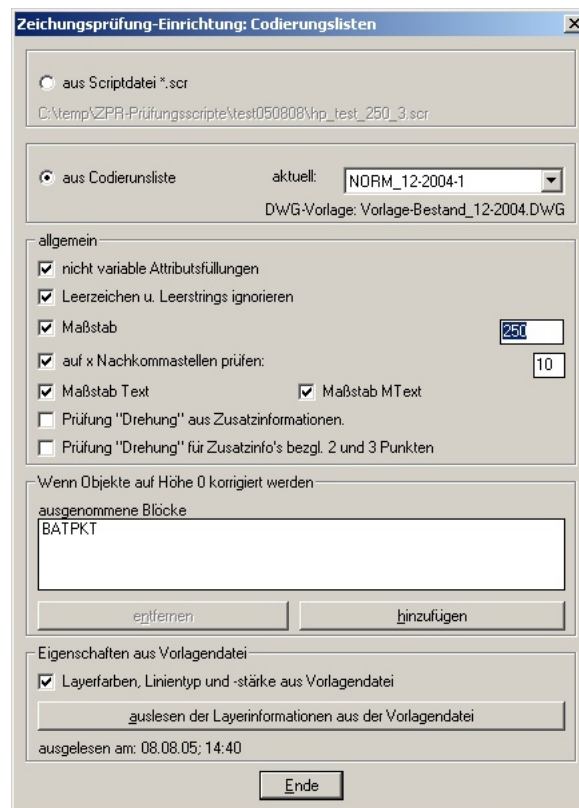 Zeichungsprüfung-Einrichtung: Codierungslisten
aus Scriptdatei *.scr
C:\temp\ZPR-Prüfungsscripte\test050808\hp_test_250_3.scr
aus Codierunsliste aktuell: NORM_12-2004-1
DWG-Vorlage: Vorlage-Bestand_12-2004.DWG
allgemein
nicht variable Attributsfüllungen
Leerzeichen u. Leerstrings ignorieren
Maßstab 250
auf x Nachkommastellen prüfen: 10
Maßstab Text Maßstab MText
Prüfung "Drehung" aus Zusatzinformationen.
Prüfung "Drehung" für Zusatzinfo's bezgl. 2 und 3 Punkten
Wenn Objekte auf Höhe 0 korrigiert werden
ausgenommene Blöcke
BATPKT
entfernen hinzufügen
Eigenschaften aus Vorlagendatei
Layerfarben, Linientyp und -stärke aus Vorlagendatei
auslesen der Layerinformationen aus der Vorlagendatei
ausgelesen am: 08.08.05; 14:40
Ende